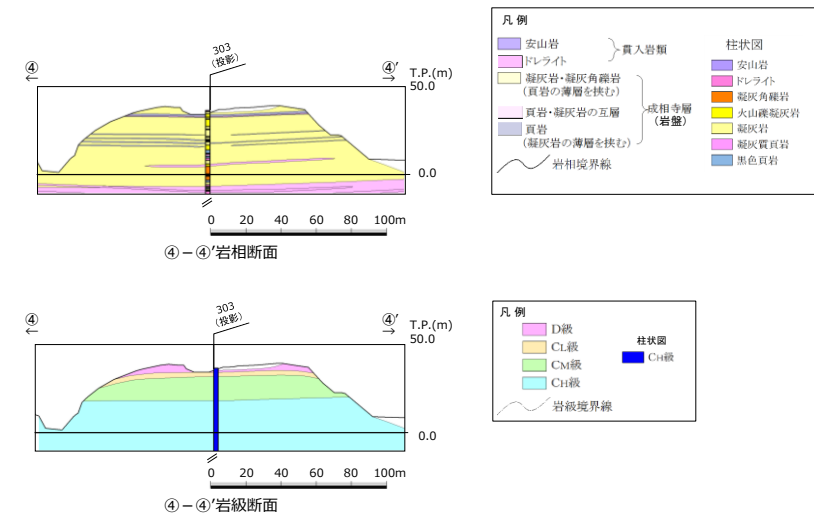 ④
303
(投影)
④’
T.P.(m)
50.0
0.0
0 20 40 60 80 100m
④－④’岩相断面
凡 例
安山岩
ドレライト
貫入岩類
凝灰岩・凝灰角礫岩
(頁岩の薄層を挟む)
頁岩・凝灰岩の互層
頁岩
(凝灰岩の薄層を挟む)
成相寺層
(岩盤)
岩相境界線
柱状図
安山岩
ドレライト
凝灰角礫岩
火山礫凝灰岩
凝灰岩
凝灰質頁岩
黒色頁岩
④
303
(投影)
④’
T.P.(m)
50.0
0.0
0 20 40 60 80 100m
④－④’岩級断面
凡 例
D級
CL級
CM級
CH級
岩級境界線
柱状図
CH級